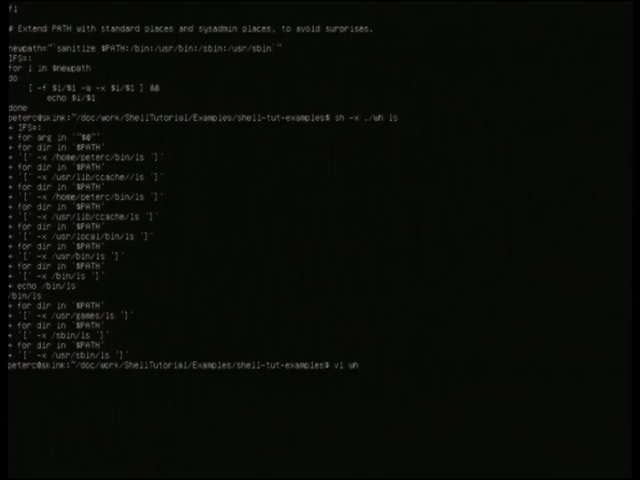 fi
# Extend PATH with standard places and sysadmin places, to avoid surprises.
newpath="`sanitize $PATH:/bin:/usr/bin:/sbin:/usr/sbin`"
IFS=:
for i in $newpath
do
[ -f $i/$1 -a -x $i/$1 ] &&
echo $i/$1
done
peterc@skink:~/doc/work/ShellTutorial/Examples/shell-tut-examples$ sh -x ./wh ls
+ IFS=:
+ for arg in '"$@"'
+ for dir in '$PATH'
+ '[' -x /home/peterc/bin/ls ']'
+ for dir in '$PATH'
+ '[' -x /usr/lib/ccache//ls ']'
+ for dir in '$PATH'
+ '[' -x /home/peterc/bin/ls ']'
+ for dir in '$PATH'
+ '[' -x /usr/lib/ccache/ls ']'
+ for dir in '$PATH'
+ '[' -x /usr/local/bin/ls ']'
+ for dir in '$PATH'
+ '[' -x /usr/bin/ls ']'
+ for dir in '$PATH'
+ '[' -x /bin/ls ']'
+ echo /bin/ls
/bin/ls
+ for dir in '$PATH'
+ '[' -x /usr/games/ls ']'
+ for dir in '$PATH'
+ '[' -x /sbin/ls ']'
+ for dir in '$PATH'
+ '[' -x /usr/sbin/ls ']'
peterc@skink:~/doc/work/ShellTutorial/Examples/shell-tut-examples$ vi wh